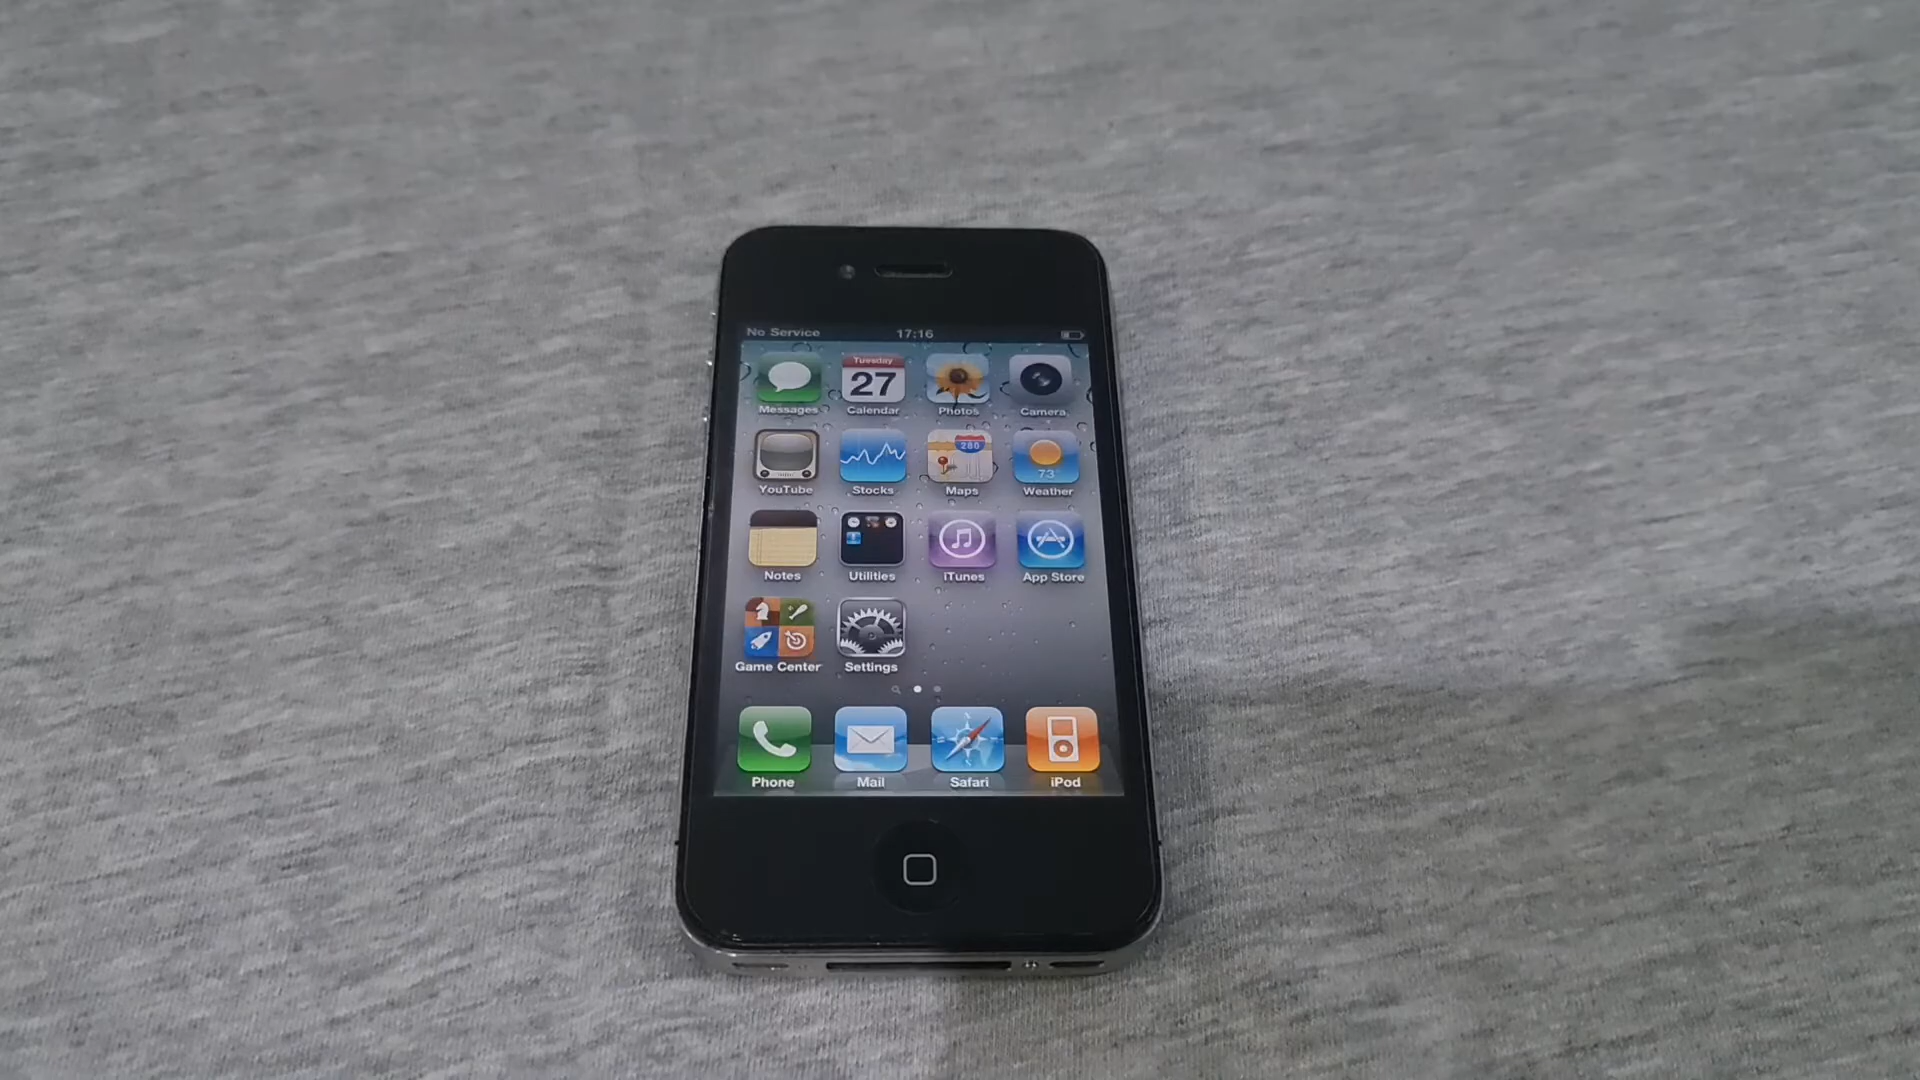 No Service 17:16
Tuesday
27
Messages Calendar Photos Camera
280
73°
YouTube Stocks Maps Weather
Notes Utilities iTunes App Store
Game Center Settings
Phone Mail Safari iPod